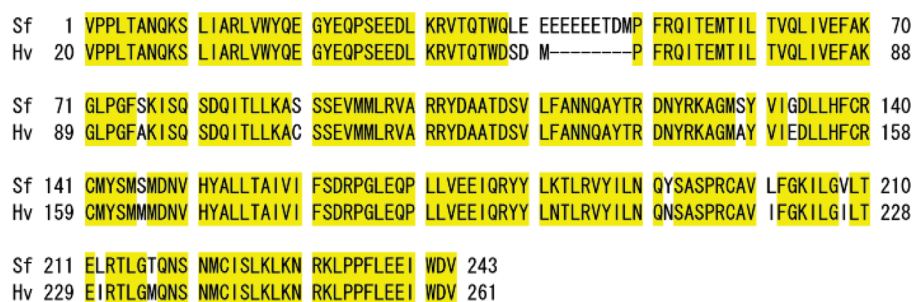 Sf 1 VPPLTANQKS LIARLVWYQE GYEQPSEEDL KRVTQTWQLE EEEEEETDMP FRQITEMTIL TVQLIVEFAK 70
Hv 20 VPPLTANQKS LIARLVWYQE GYEQPSEEDL KRVTQTWDSD M--------P FRQITEMTIL TVQLIVEFAK 88
Sf 71 GLPGFSKISQ SDQITLLKAS SSEVMMLRVA RRYDAATDSV LFANNQAYTR DNYRKAGMSY VIGDLLHFCR 140
Hv 89 GLPGFAKISQ SDQITLLKAC SSEVMMLRVA RRYDAATDSV LFANNQAYTR DNYRKAGMAY VIEDLLHFCR 158
Sf 141 CMYSMSMDNV HYALLTAIVI FSDRPGLEQP LLVEEIQRYY LKTLRVYILN QYSASPRCAV LFGKILGVLT 210
Hv 159 CMYSMMMDNV HYALLTAIVI FSDRPGLEQP LLVEEIQRYY LNTLRVYILN QNSASPRCAV IFGKILGILT 228
Sf 211 ELRTLGTQNS NMCISLKLKN RKLPPFLEEI WDV 243
Hv 229 EIRTLGMQNS NMCISLKLKN RKLPPFLEEI WDV 261